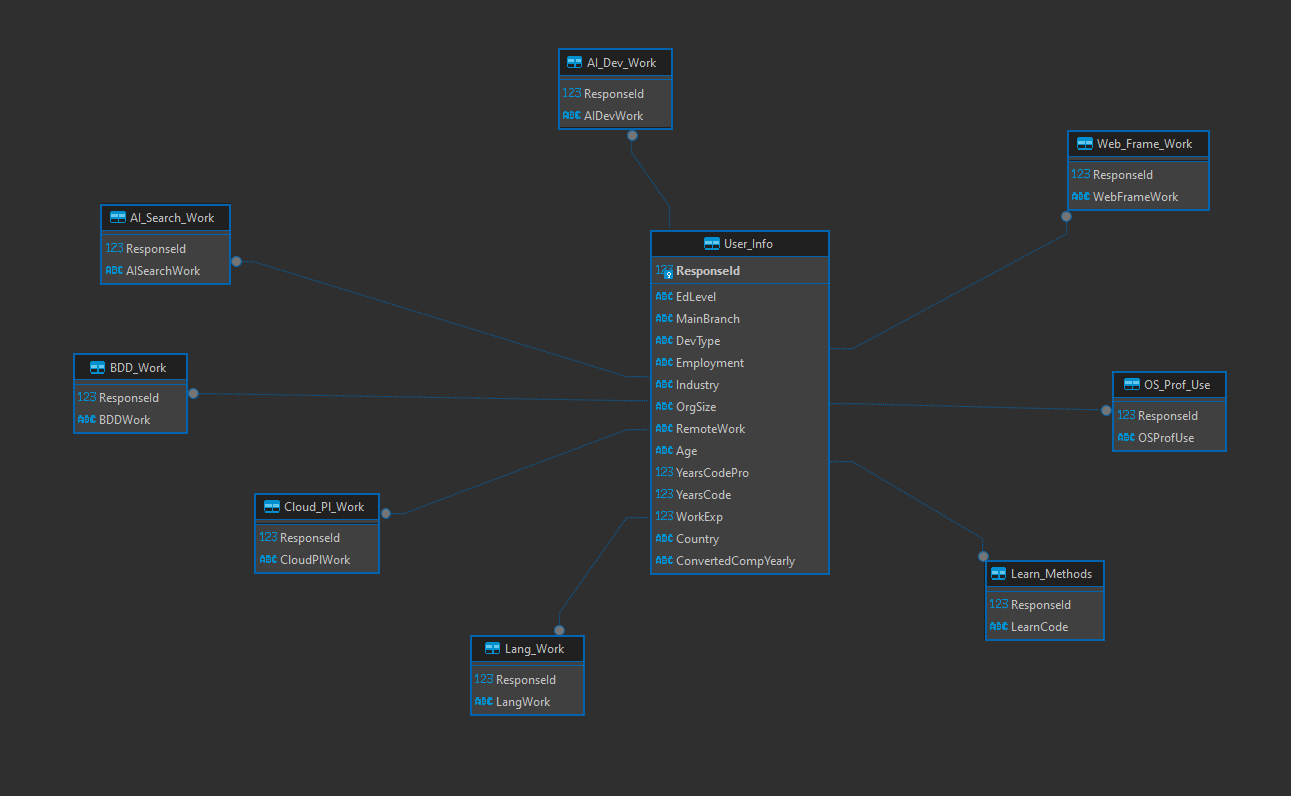 AI_Dev_Work
123 ResponseId
ABC AIDevWork
Web_Frame_Work
123 ResponseId
ABC WebFrameWork
AI_Search_Work
123 ResponseId
ABC AISearchWork
User_Info
123 ResponseId
ABC EdLevel
ABC MainBranch
ABC DevType
ABC Employment
ABC Industry
ABC OrgSize
ABC RemoteWork
ABC Age
123 YearsCodePro
123 YearsCode
123 WorkExp
ABC Country
ABC ConvertedCompYearly
BDD_Work
123 ResponseId
ABC BDDWork
OS_Prof_Use
123 ResponseId
ABC OSProfUse
Cloud_Pl_Work
123 ResponseId
ABC CloudPlWork
Learn_Methods
123 ResponseId
ABC LearnCode
Lang_Work
123 ResponseId
ABC LangWork